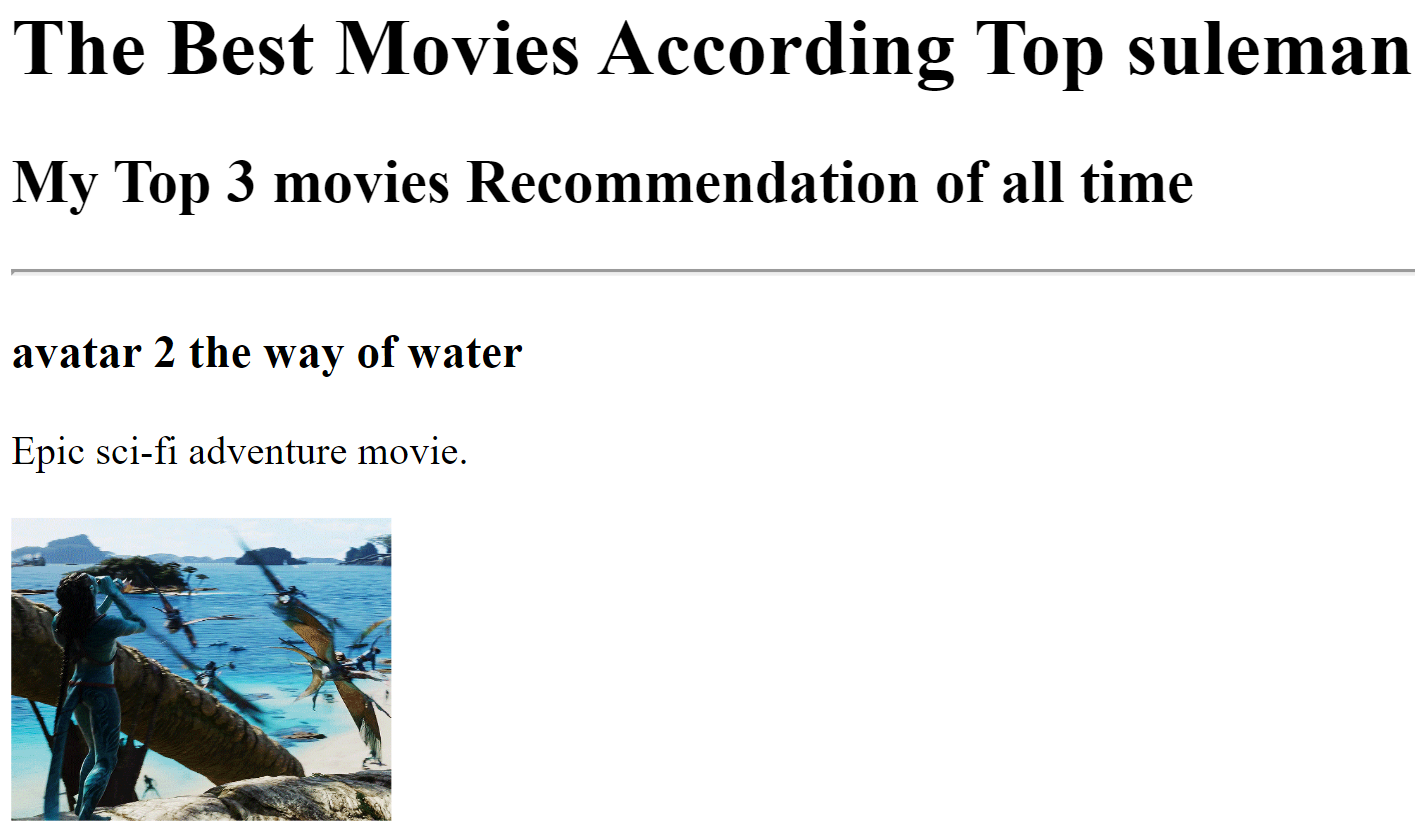 The Best Movies According Top suleman
My Top 3 movies Recommendation of all time
avatar 2 the way of water
Epic sci-fi adventure movie.